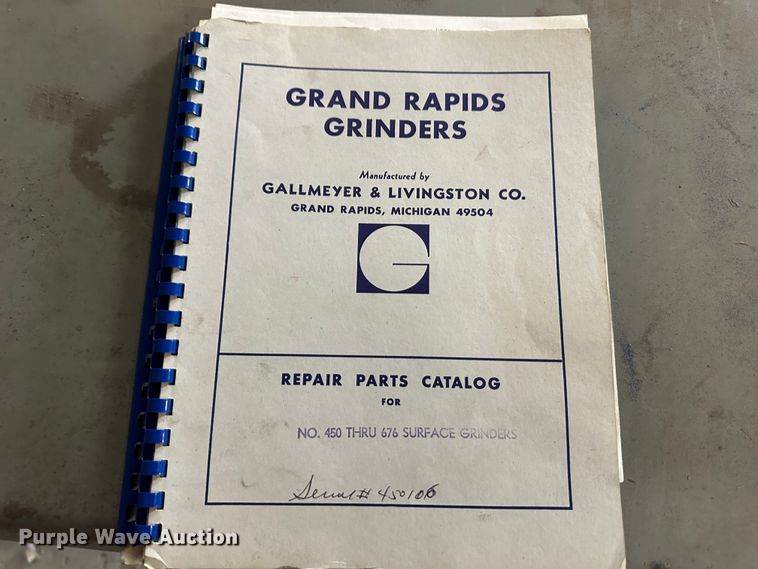 GRAND RAPIDS
GRINDERS
Manufactured by
GALLMEYER & LIVINGSTON CO.
GRAND RAPIDS, MICHIGAN 49504
G
REPAIR PARTS CATALOG
FOR
NO. 450 THRU 676 SURFACE GRINDERS
Serial # 450106
Purple Wave Auction